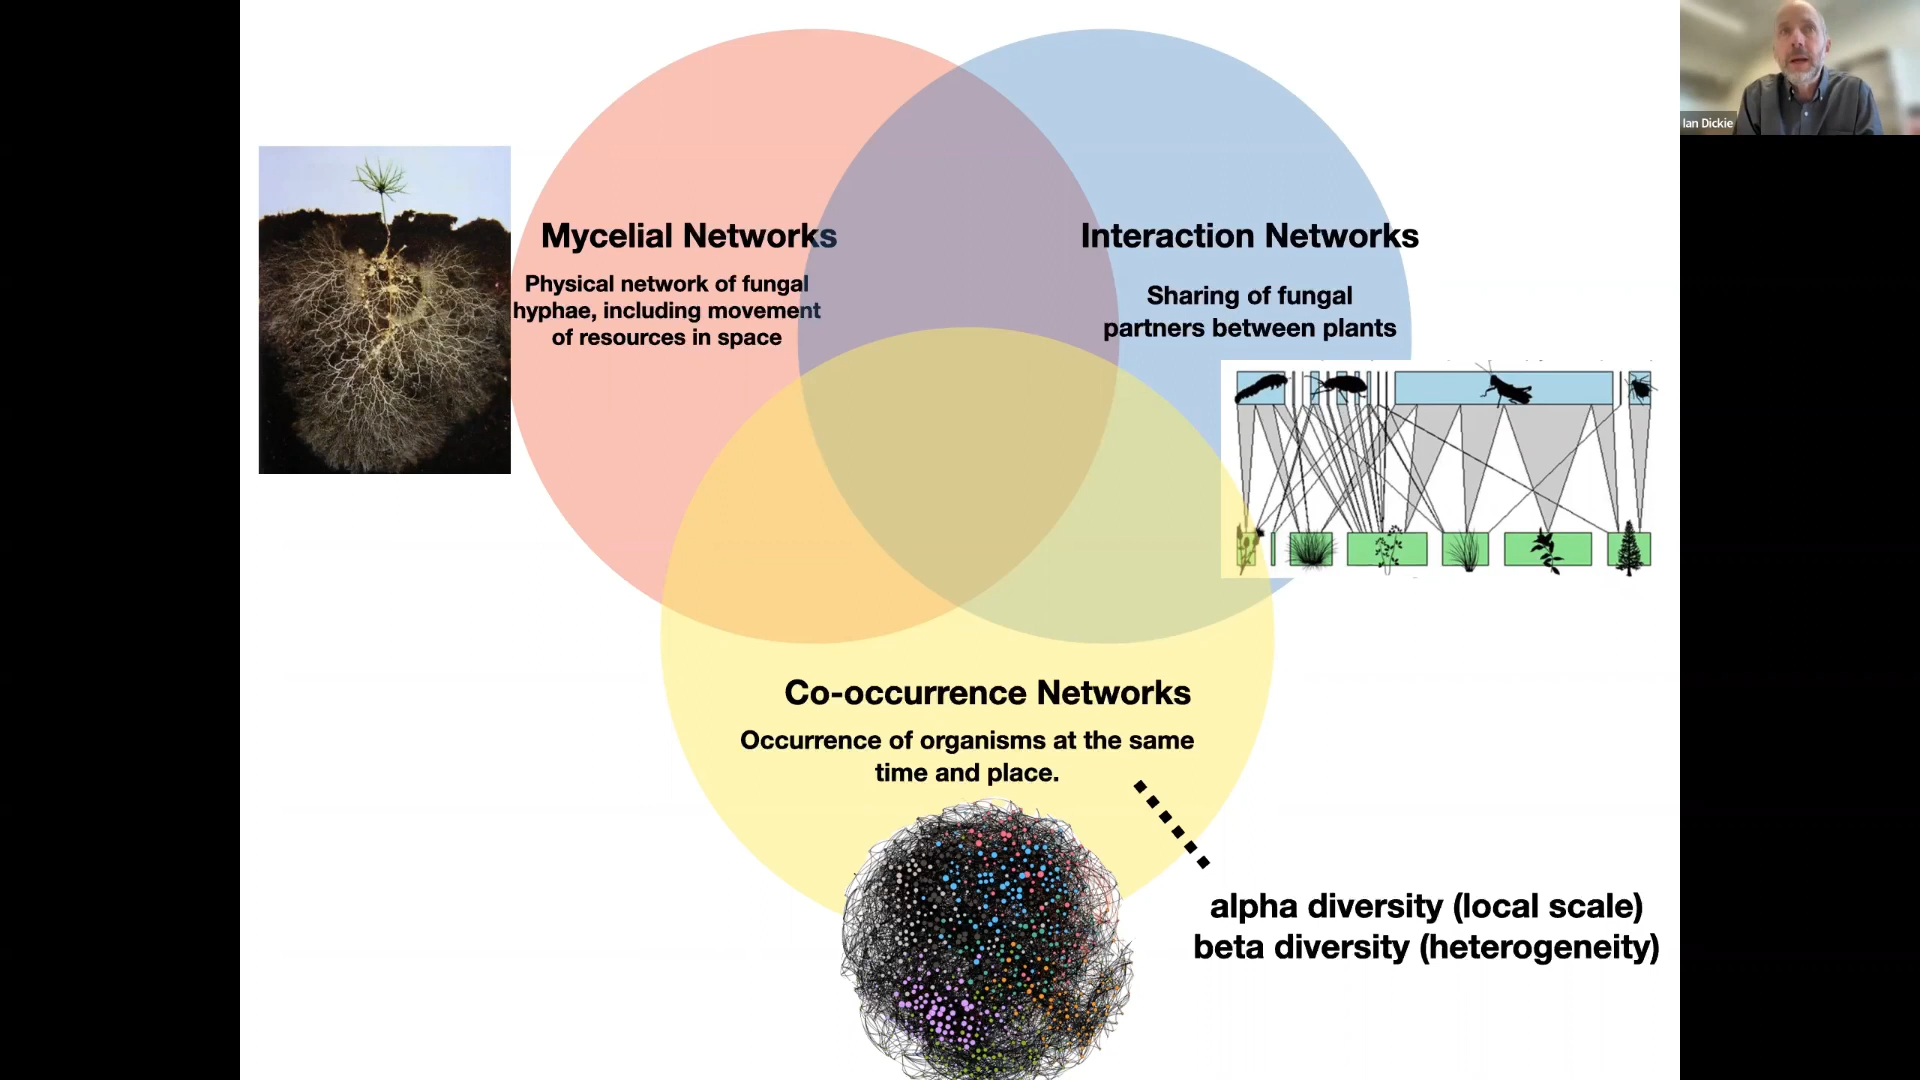 Ian Dickie
Mycelial Networks
Physical network of fungal
hyphae, including movement
of resources in space
Interaction Networks
Sharing of fungal
partners between plants
Co-occurrence Networks
Occurrence of organisms at the same
time and place.
alpha diversity (local scale)
beta diversity (heterogeneity)